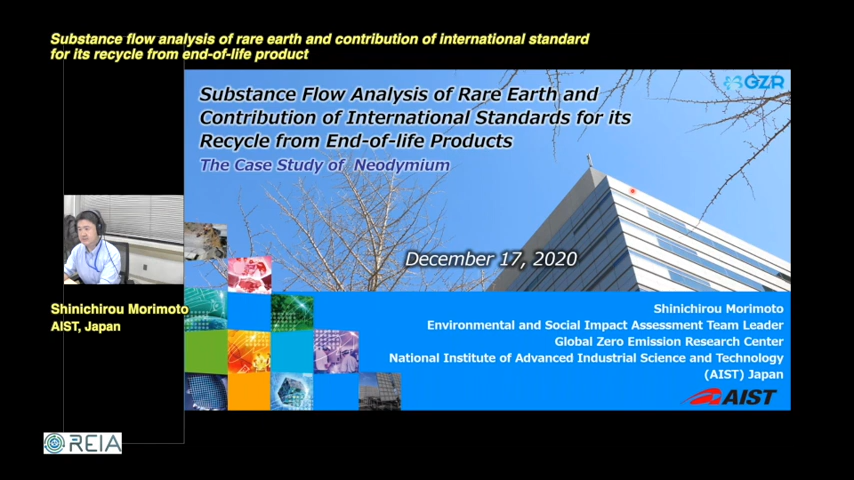 Substance flow analysis of rare earth and contribution of international standard
for its recycle from end-of-life product
GZR
Substance Flow Analysis of Rare Earth and
Contribution of International Standards for its
Recycle from End-of-life Products
The Case Study of Neodymium
December 17, 2020
Shinichirou Morimoto
AIST, Japan
Shinichirou Morimoto
Environmental and Social Impact Assessment Team Leader
Global Zero Emission Research Center
National Institute of Advanced Industrial Science and Technology
(AIST) Japan
AIST
REIA